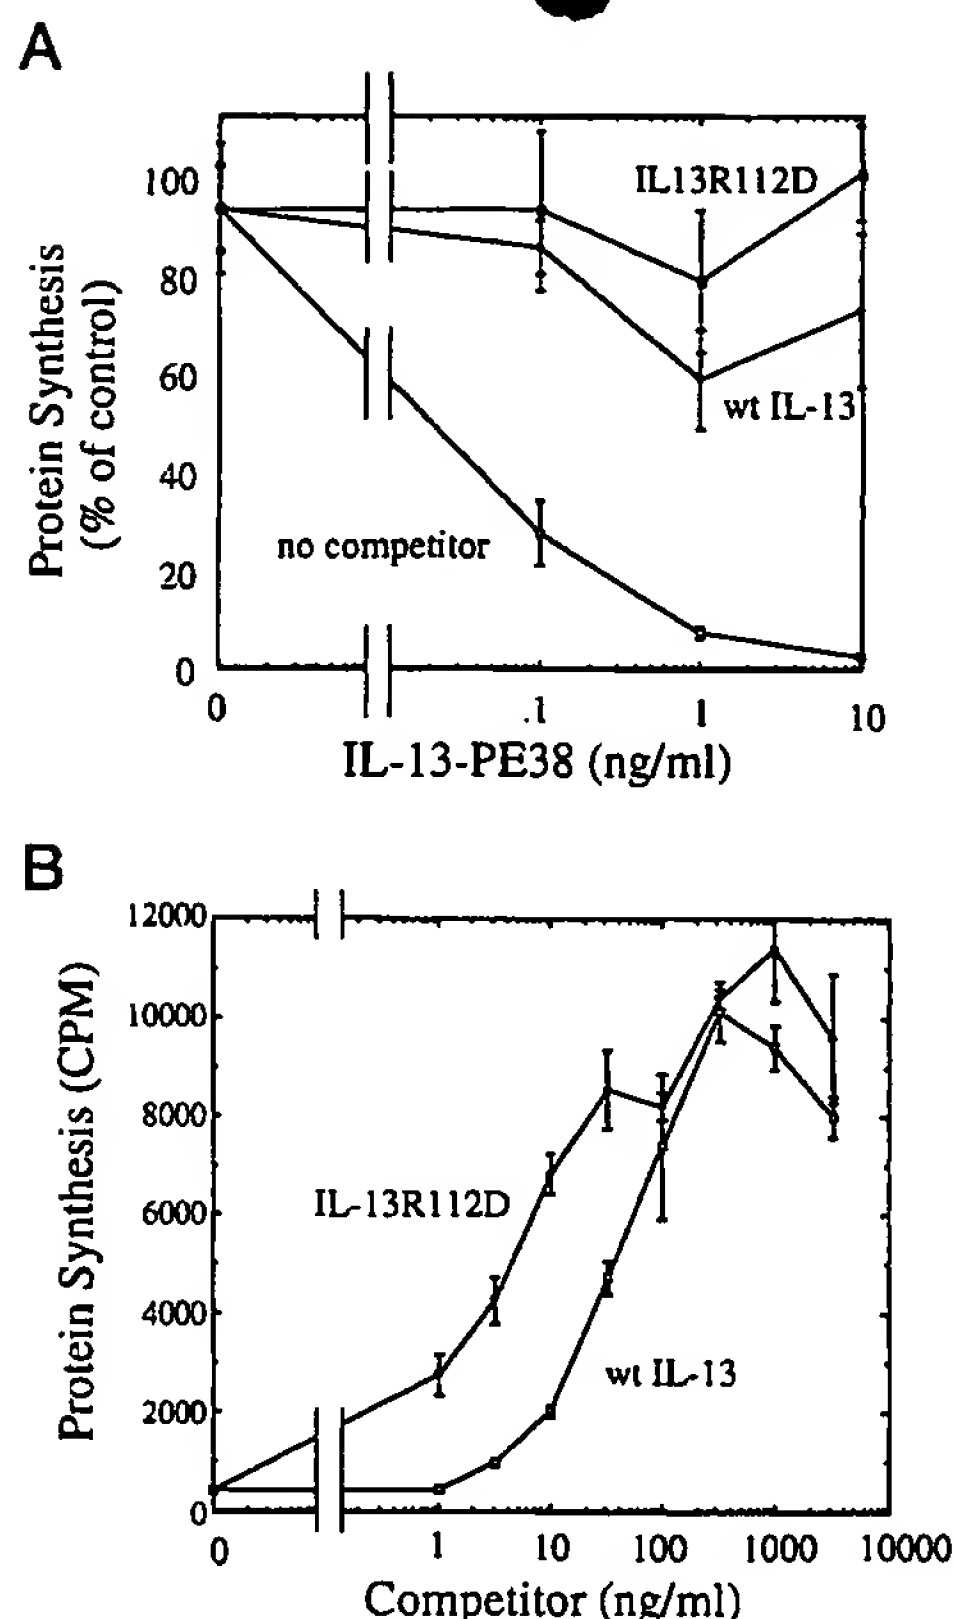 A
100
80
60
40
20
0
Protein Synthesis
(% of control)
IL13R112D
wt IL-13
no competitor
0 .1 1 10
IL-13-PE38 (ng/ml)
B
12000
10000
8000
6000
4000
2000
0
Protein Synthesis (CPM)
IL-13R112D
wt IL-13
0 1 10 100 1000 10000
Competitor (ng/ml)